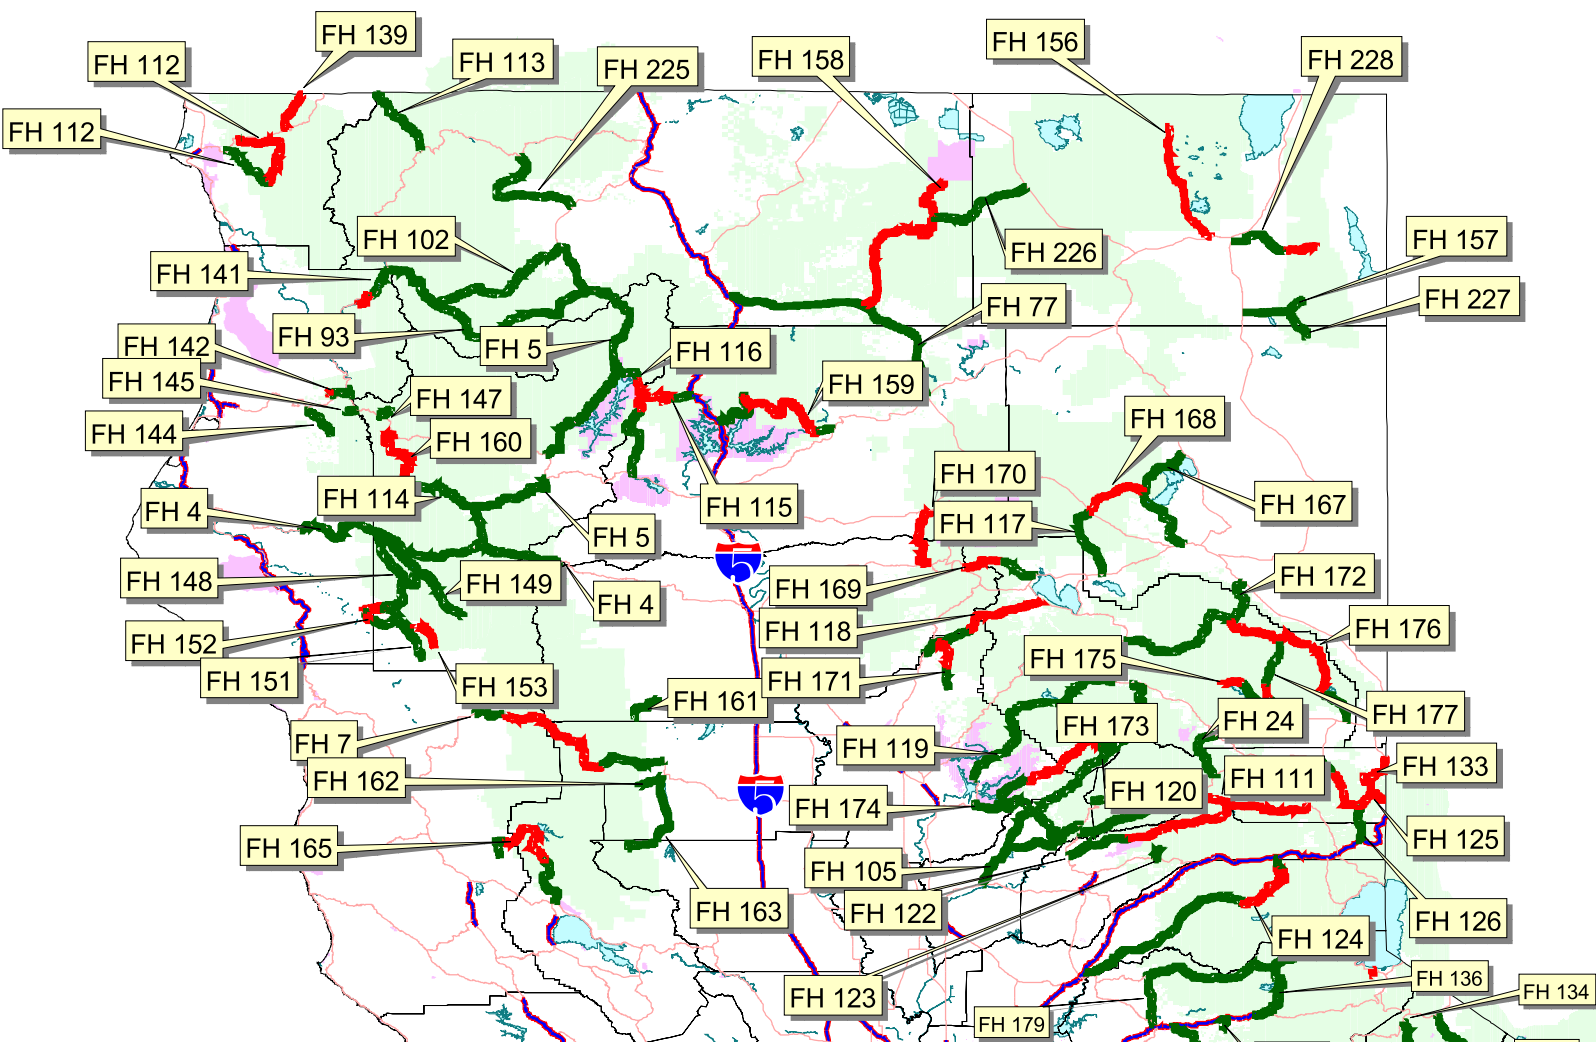 FH 139
FH 112
FH 113
FH 225
FH 158
FH 156
FH 228
FH 112
FH 102
FH 141
FH 226
FH 157
FH 227
FH 77
FH 93
FH 5
FH 142
FH 116
FH 145
FH 147
FH 159
FH 144
FH 160
FH 168
FH 114
FH 115
FH 170
FH 167
FH 4
FH 5
FH 117
5
FH 148
FH 149
FH 4
FH 169
FH 172
FH 152
FH 118
FH 176
FH 151
FH 153
FH 161
FH 171
FH 175
FH 7
FH 119
FH 173
FH 24
FH 177
FH 162
5
FH 174
FH 120
FH 111
FH 133
FH 165
FH 105
FH 125
FH 163
FH 122
FH 124
FH 126
FH 123
FH 179
FH 136
FH 134